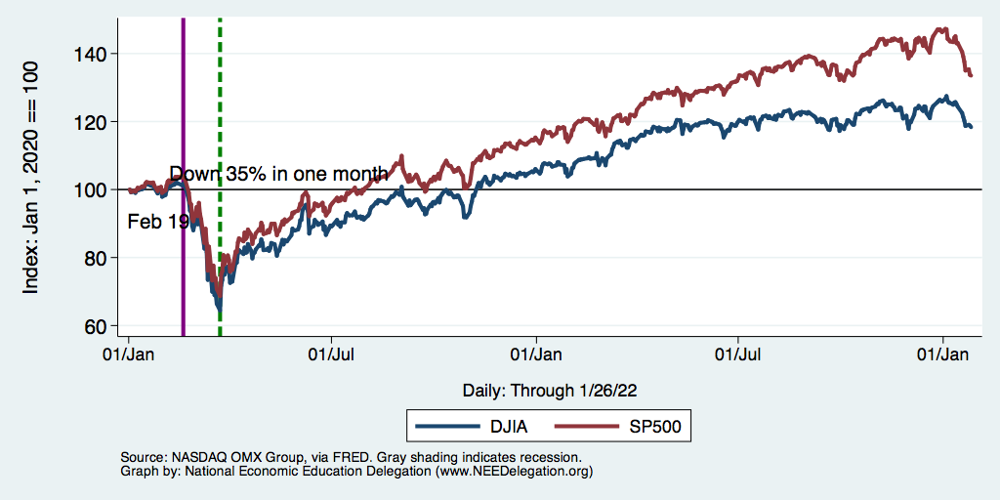 Index: Jan 1, 2020 == 100
140
120
100
80
60
Down 35% in one month
Feb 19
01/Jan 01/Jul 01/Jan 01/Jul 01/Jan
Daily: Through 1/26/22
DJIA SP500
Source: NASDAQ OMX Group, via FRED. Gray shading indicates recession.
Graph by: National Economic Education Delegation (www.NEEDelegation.org)